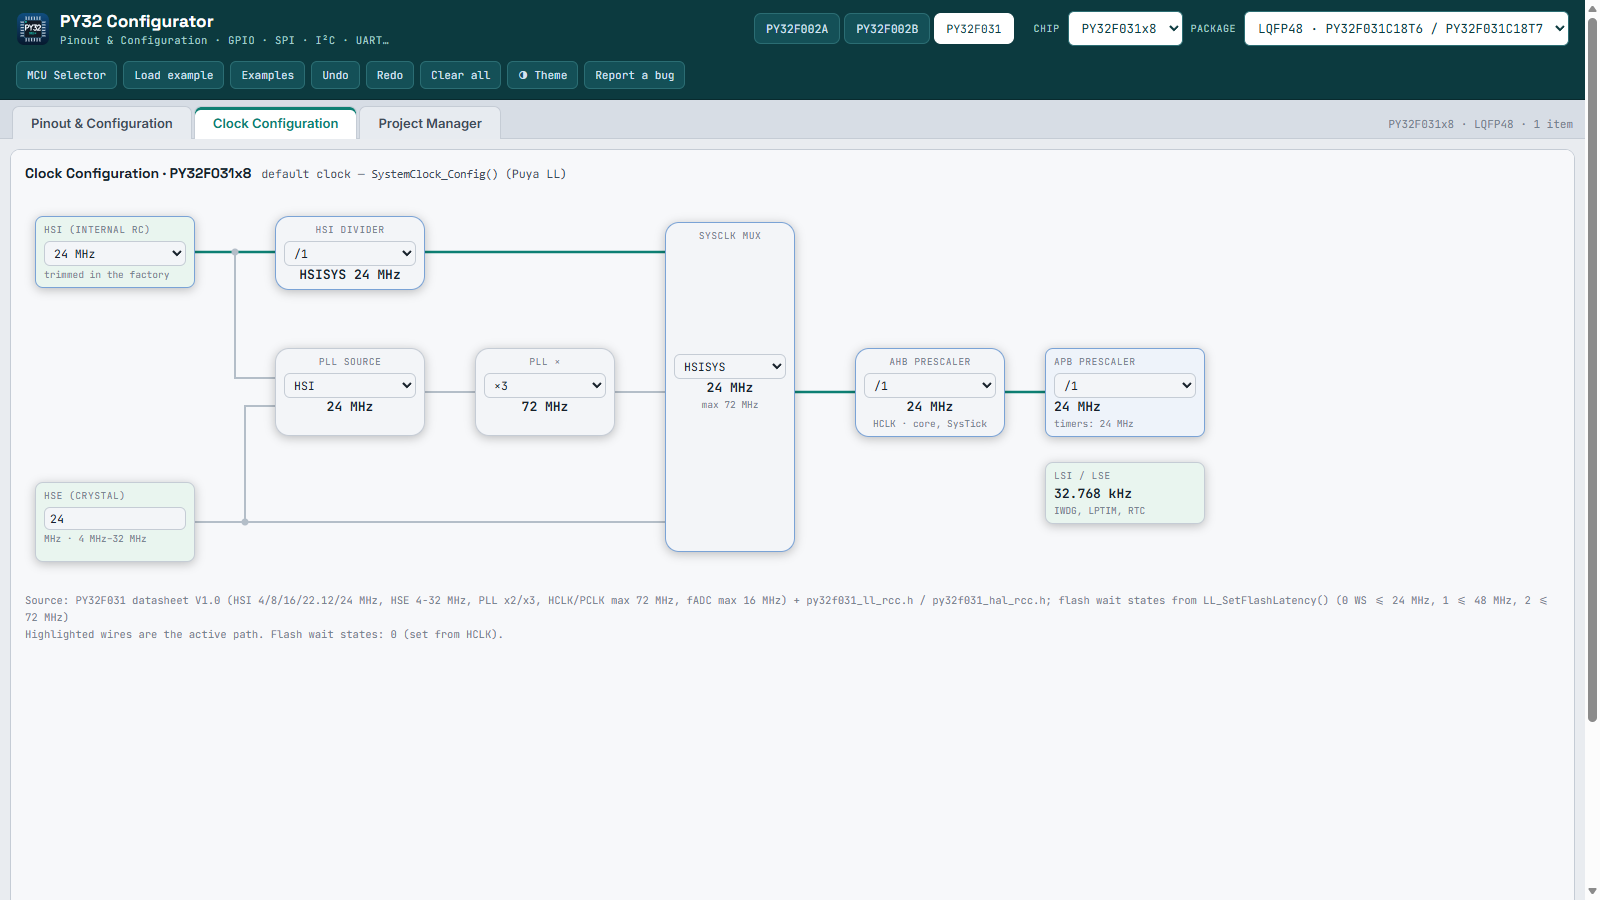 PY32 Configurator
Pinout & Configuration · GPIO · SPI · I²C · UART…
PY32F002A
PY32F002B
PY32F031
CHIP
PY32F031x8
PACKAGE
LQFP48 · PY32F031C18T6 / PY32F031C18T7
MCU Selector
Load example
Examples
Undo
Redo
Clear all
◑ Theme
Report a bug
Pinout & Configuration
Clock Configuration
Project Manager
PY32F031x8 · LQFP48 · 1 item
Clock Configuration · PY32F031x8 default clock — SystemClock_Config() (Puya LL)
HSI (INTERNAL RC)
24 MHz
trimmed in the factory
HSI DIVIDER
/1
HSISYS 24 MHz
SYSCLK MUX
HSISYS
24 MHz
max 72 MHz
PLL SOURCE
HSI
24 MHz
PLL ×
×3
72 MHz
AHB PRESCALER
/1
24 MHz
HCLK · core, SysTick
APB PRESCALER
/1
24 MHz
timers: 24 MHz
LSI / LSE
32.768 kHz
IWDG, LPTIM, RTC
HSE (CRYSTAL)
24
MHz · 4 MHz–32 MHz
Source: PY32F031 datasheet V1.0 (HSI 4/8/16/22.12/24 MHz, HSE 4-32 MHz, PLL x2/x3, HCLK/PCLK max 72 MHz, fADC max 16 MHz) + py32f031_ll_rcc.h / py32f031_hal_rcc.h; flash wait states from LL_SetFlashLatency() (0 WS ≤ 24 MHz, 1 ≤ 48 MHz, 2 ≤
72 MHz)
Highlighted wires are the active path. Flash wait states: 0 (set from HCLK).